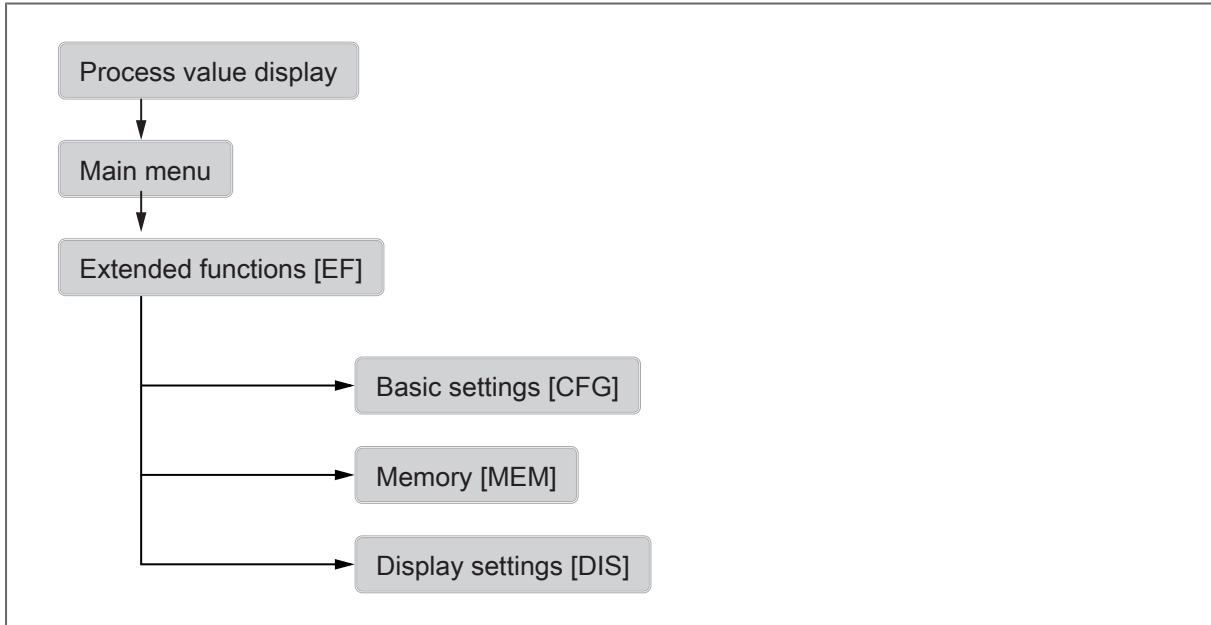 Process value display
Main menu
Extended functions [EF]
Basic settings [CFG]
Memory [MEM]
Display settings [DIS]